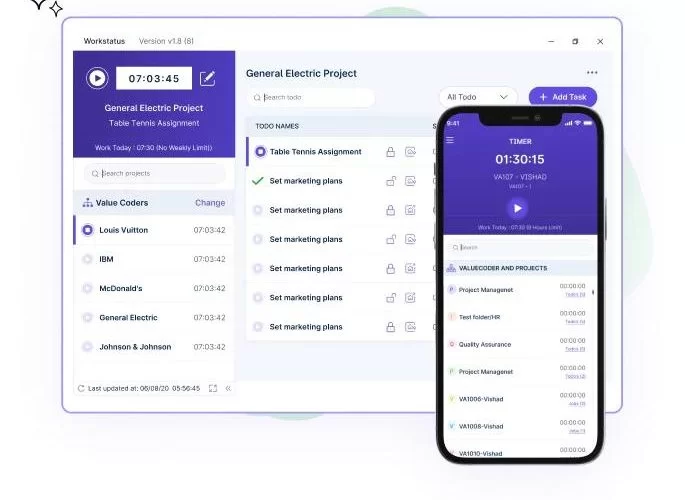 Workstatus Version v1.8 (8)
07:03:45
General Electric Project
Table Tennis Assignment
Work Today : 07:30 (No Weekly Limit))
Search projects
Value Coders Change
Louis Vuitton 07:03:42
IBM 07:03:42
McDonald's 07:03:42
General Electric 07:03:42
Johnson & Johnson 07:03:42
Last updated at: 06/08/20 05:56:45
General Electric Project
Search todo
All Todo
+ Add Task
TODO NAMES
Table Tennis Assignment
Set marketing plans
Set marketing plans
Set marketing plans
Set marketing plans
Set marketing plans
Set marketing plans
9:41
TIMER
01:30:15
VA107 - VISHAD
VA107 - I
Work Today : 07:30 (8 Hours Limit)
Search
VALUECODER AND PROJECTS
P Project Managenet 00:00:00
Test folder/HR 00:00:00
Q Quality Assurance 00:00:00
P Project Managenet 00:00:00
V VA1006-Vishad 00:00:00
V VA1008-Vishad 00:00:00
VA1010-Vishad 00:00:00